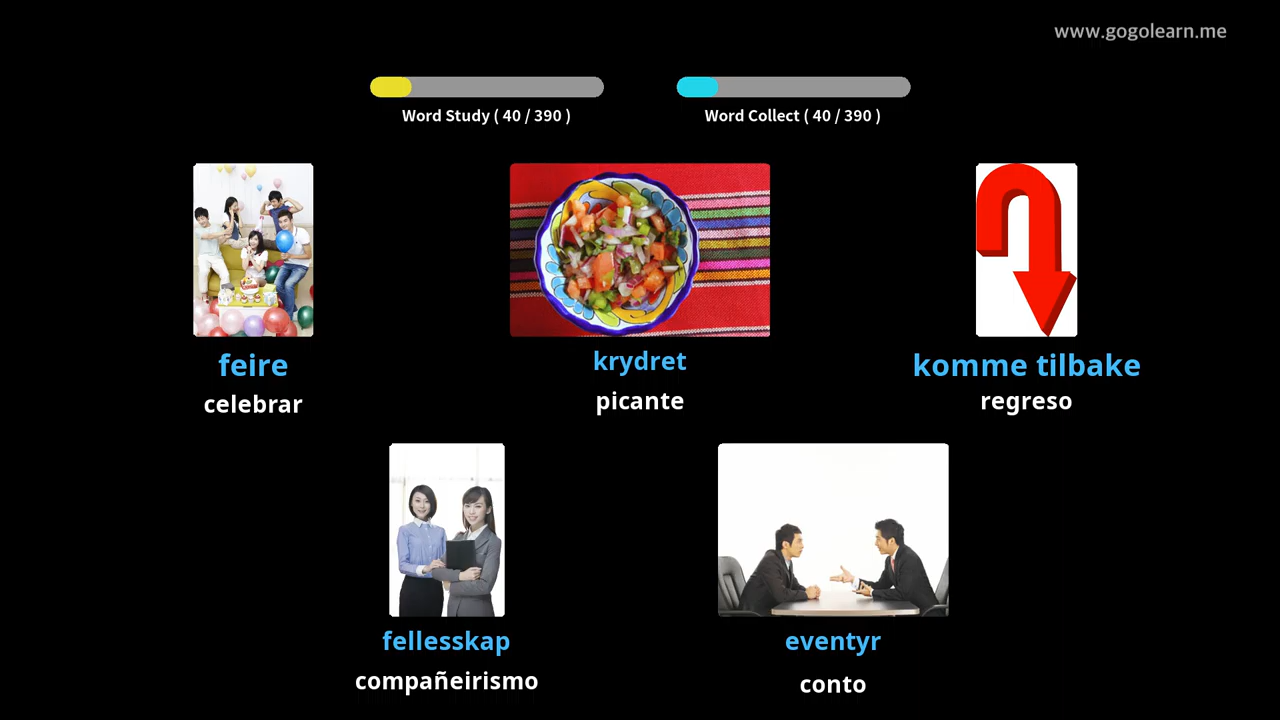 www.gogolearn.me
Word Study ( 40 / 390 )
Word Collect ( 40 / 390 )
feire
celebrar
krydret
picante
komme tilbake
regreso
fellesskap
compañeirismo
eventyr
conto